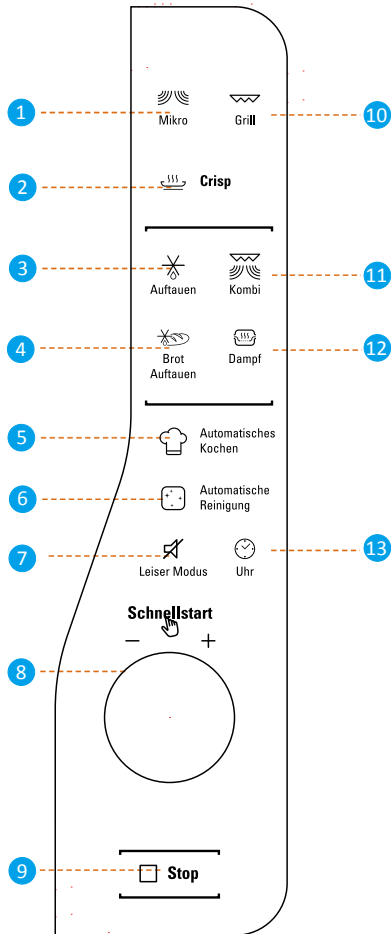 1
Mikro
Grill
10
2
Crisp
3
Auftauen
Kombi
11
4
Brot
Auftauen
Dampf
12
5
Automatisches
Kochen
6
Automatische
Reinigung
7
Leiser Modus
Uhr
13
Schnellstart
− +
8
9
Stop